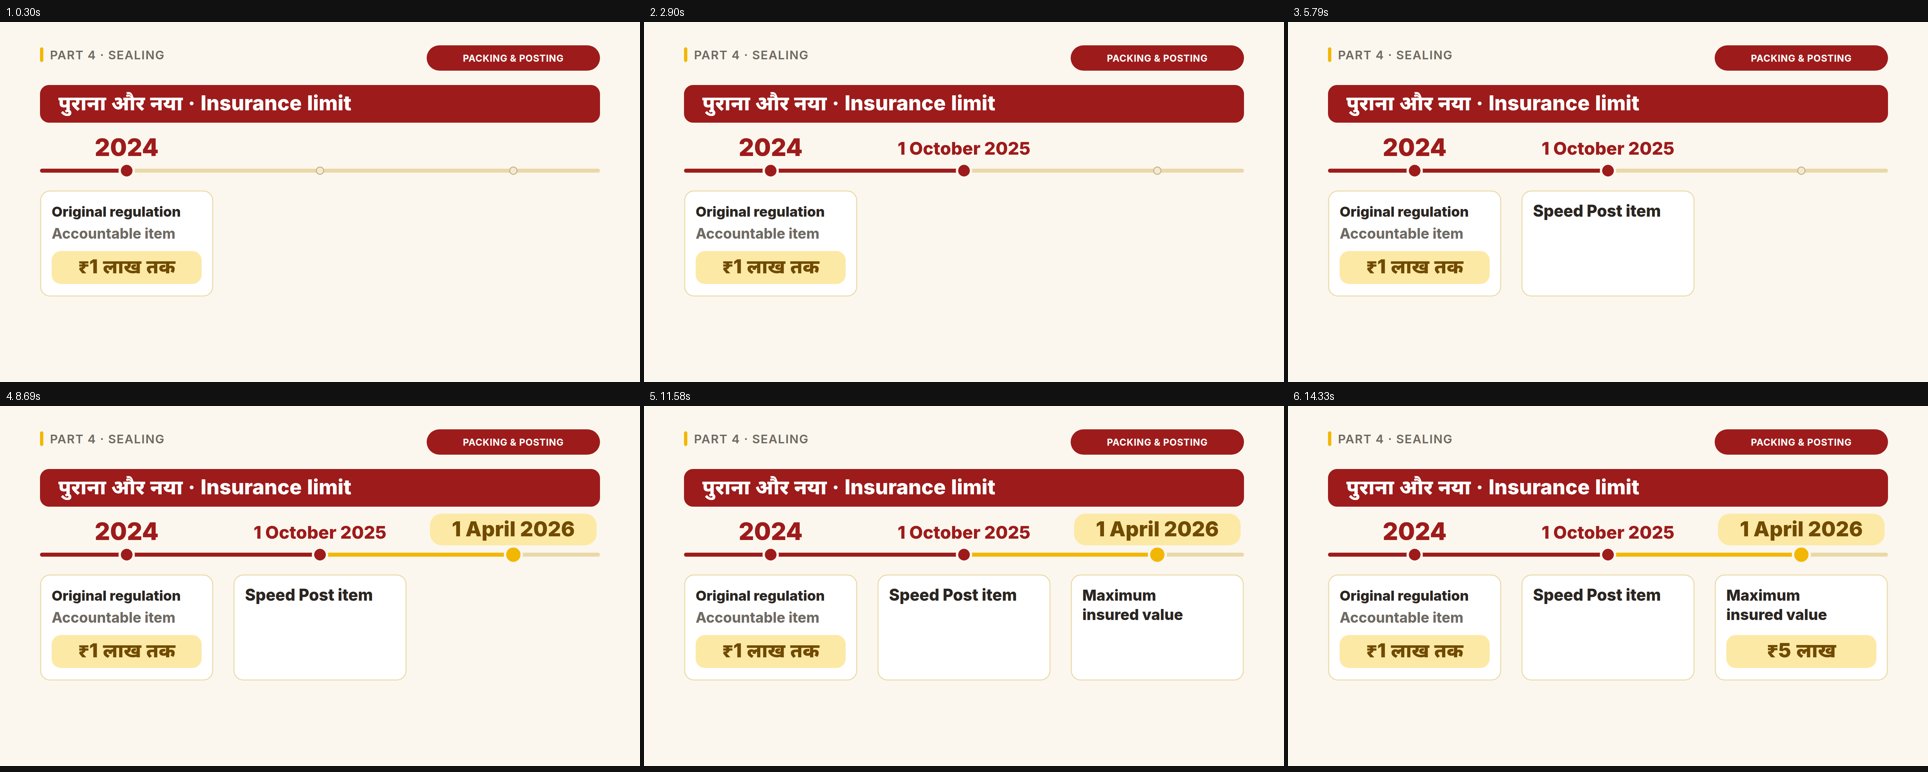 1. 0.30s
PART 4 · SEALING
PACKING & POSTING
पुराना और नया · Insurance limit
2024
Original regulation
Accountable item
₹1 लाख तक
2. 2.90s
PART 4 · SEALING
PACKING & POSTING
पुराना और नया · Insurance limit
2024
1 October 2025
Original regulation
Accountable item
₹1 लाख तक
3. 5.79s
PART 4 · SEALING
PACKING & POSTING
पुराना और नया · Insurance limit
2024
1 October 2025
Original regulation
Accountable item
₹1 लाख तक
Speed Post item
4. 8.69s
PART 4 · SEALING
PACKING & POSTING
पुराना और नया · Insurance limit
2024
1 October 2025
1 April 2026
Original regulation
Accountable item
₹1 लाख तक
Speed Post item
5. 11.58s
PART 4 · SEALING
PACKING & POSTING
पुराना और नया · Insurance limit
2024
1 October 2025
1 April 2026
Original regulation
Accountable item
₹1 लाख तक
Speed Post item
Maximum
insured value
6. 14.33s
PART 4 · SEALING
PACKING & POSTING
पुराना और नया · Insurance limit
2024
1 October 2025
1 April 2026
Original regulation
Accountable item
₹1 लाख तक
Speed Post item
Maximum
insured value
₹5 लाख